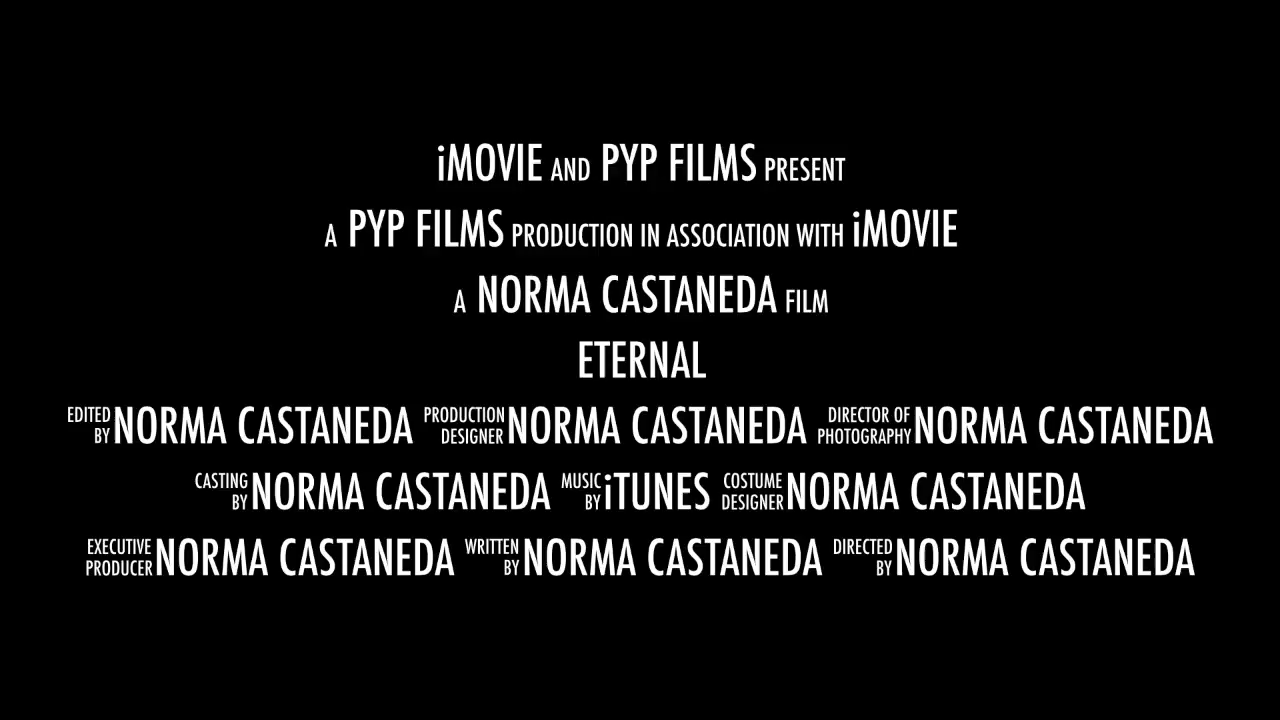 iMOVIE AND PYP FILMS PRESENT
A PYP FILMS PRODUCTION IN ASSOCIATION WITH iMOVIE
A NORMA CASTANEDA FILM
ETERNAL
EDITED BY NORMA CASTANEDA PRODUCTION DESIGNER NORMA CASTANEDA DIRECTOR OF PHOTOGRAPHY NORMA CASTANEDA
CASTING BY NORMA CASTANEDA MUSIC BY iTUNES COSTUME DESIGNER NORMA CASTANEDA
EXECUTIVE PRODUCER NORMA CASTANEDA WRITTEN BY NORMA CASTANEDA DIRECTED BY NORMA CASTANEDA